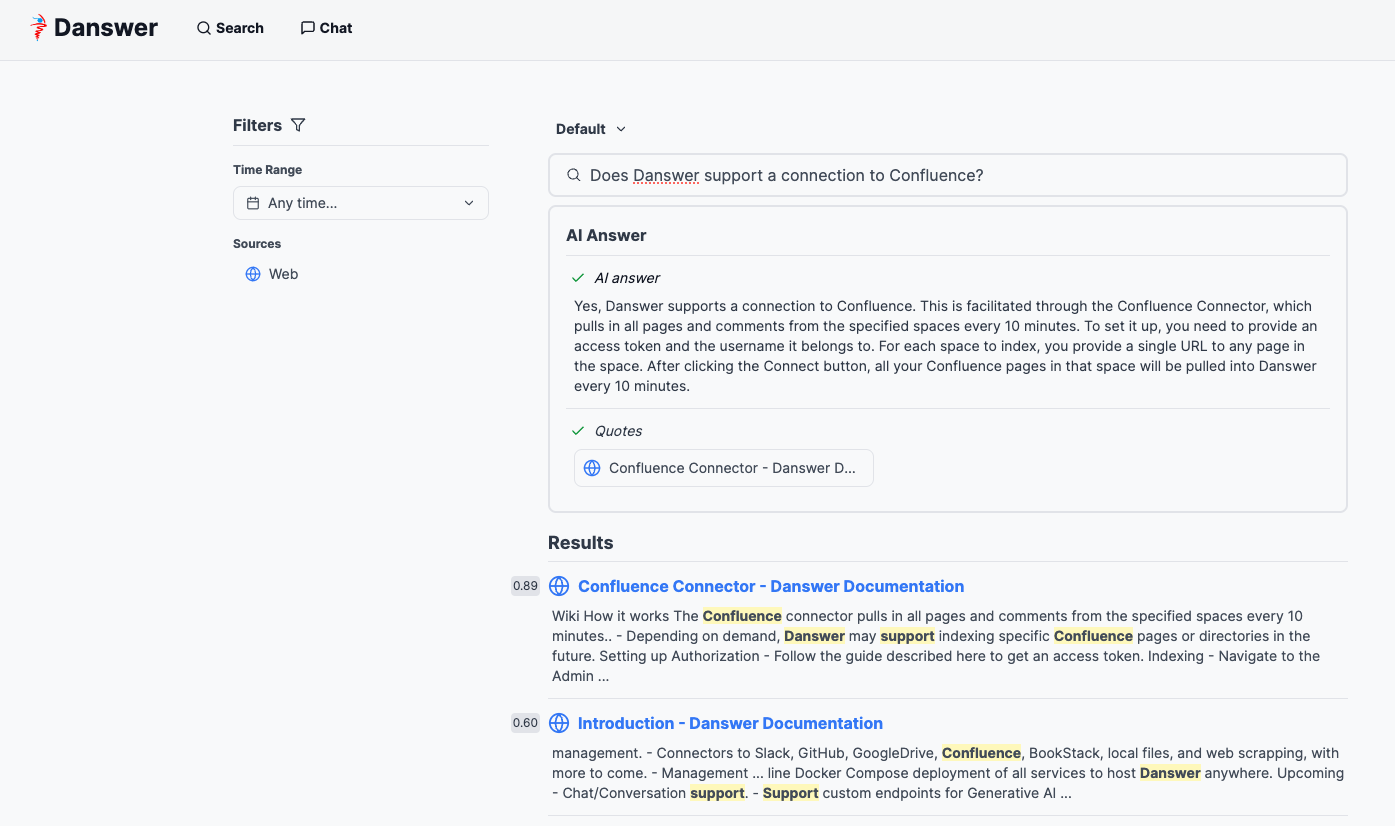 Danswer
Search
Chat
Filters
Time Range
Any time...
Sources
Web
Default
Does Danswer support a connection to Confluence?
AI Answer
AI answer
Yes, Danswer supports a connection to Confluence. This is facilitated through the Confluence Connector, which
pulls in all pages and comments from the specified spaces every 10 minutes. To set it up, you need to provide an
access token and the username it belongs to. For each space to index, you provide a single URL to any page in
the space. After clicking the Connect button, all your Confluence pages in that space will be pulled into Danswer
every 10 minutes.
Quotes
Confluence Connector - Danswer D...
Results
0.89
Confluence Connector - Danswer Documentation
Wiki How it works The Confluence connector pulls in all pages and comments from the specified spaces every 10
minutes.. - Depending on demand, Danswer may support indexing specific Confluence pages or directories in the
future. Setting up Authorization - Follow the guide described here to get an access token. Indexing - Navigate to the
Admin ...
0.60
Introduction - Danswer Documentation
management. - Connectors to Slack, GitHub, GoogleDrive, Confluence, BookStack, local files, and web scrapping, with
more to come. - Management ... line Docker Compose deployment of all services to host Danswer anywhere. Upcoming
- Chat/Conversation support. - Support custom endpoints for Generative AI ...